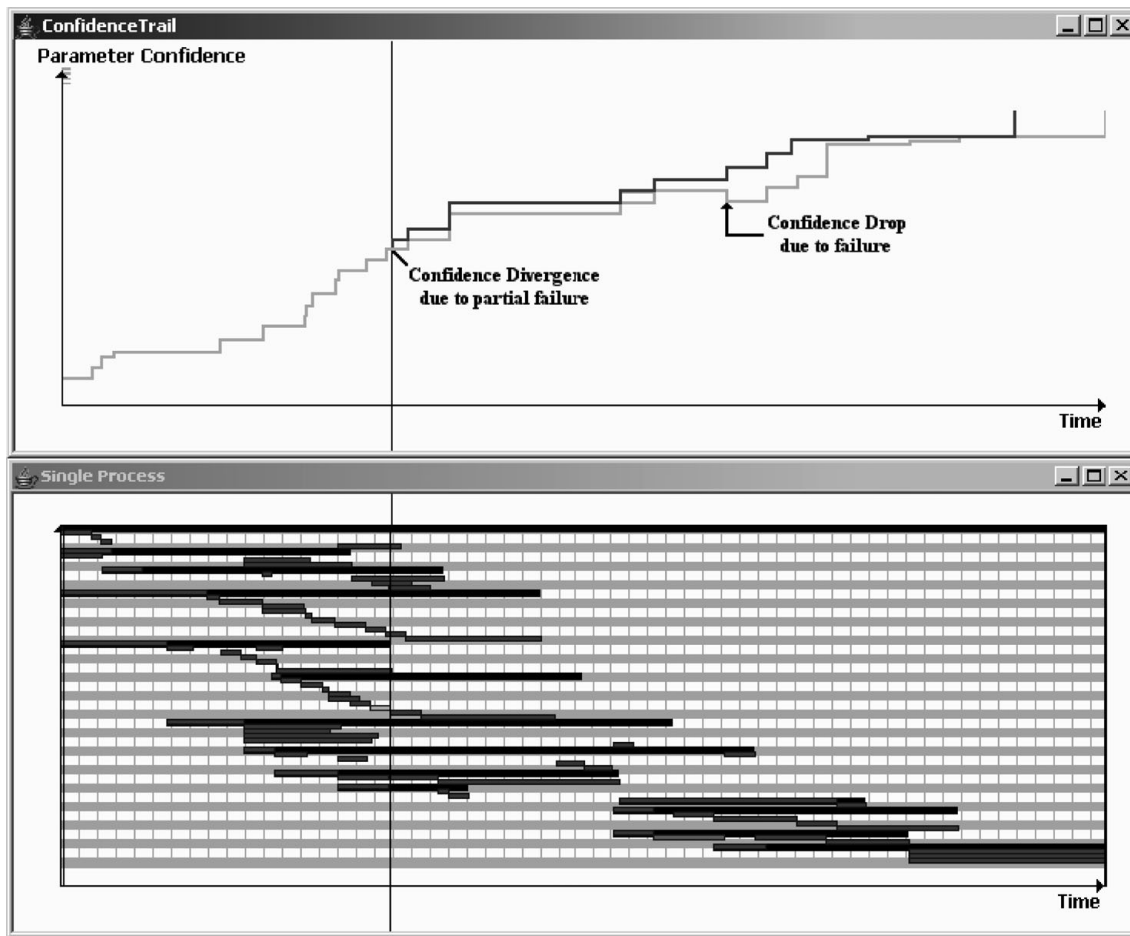 ConfidenceTrail
Parameter Confidence
Confidence Drop
due to failure
Confidence Divergence
due to partial failure
Time
Single Process
Time